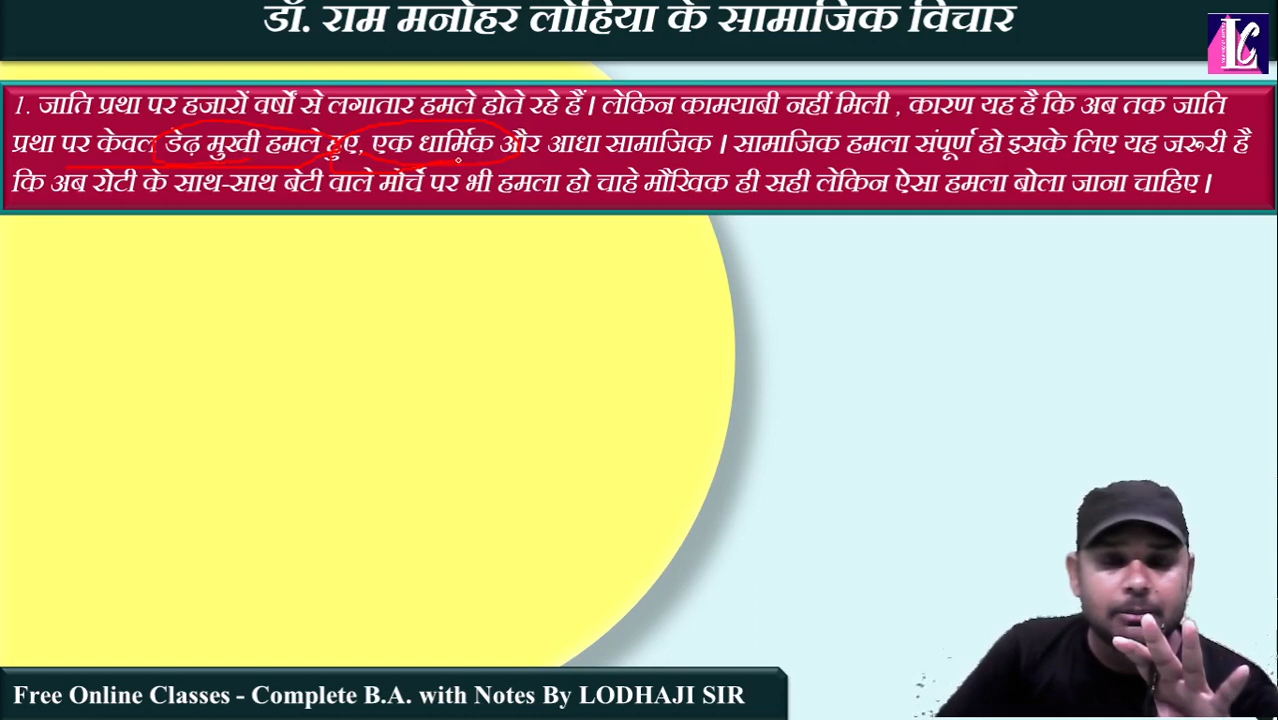 डॉ. राम मनोहर लोहिया के सामाजिक विचार
LC
1. जाति प्रथा पर हजारों वर्षों से लगातार हमले होते रहे हैं । लेकिन कामयाबी नहीं मिली , कारण यह है कि अब तक जाति
प्रथा पर केवल डेढ़ मुखी हमले हुए, एक धार्मिक और आधा सामाजिक । सामाजिक हमला संपूर्ण हो इसके लिए यह जरूरी है
कि अब रोटी के साथ-साथ बेटी वाले मोर्चे पर भी हमला हो चाहे मौखिक ही सही लेकिन ऐसा हमला बोला जाना चाहिए ।
Free Online Classes - Complete B.A. with Notes By LODHAJI SIR